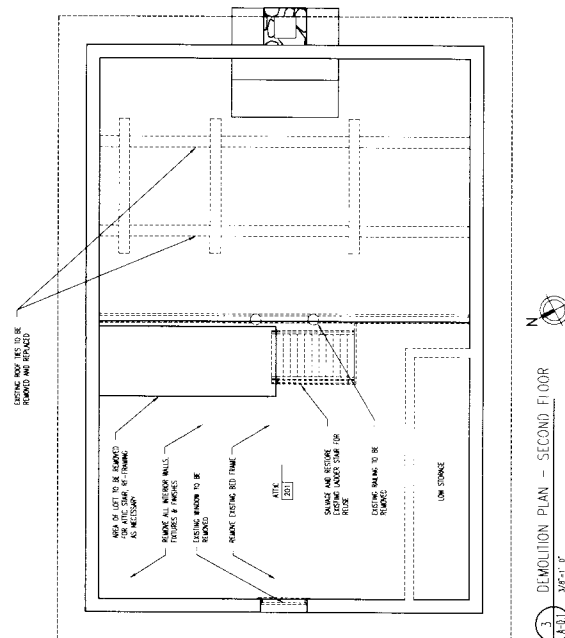 EXISTING ROOF TIES TO BE
REMOVED AND REPLACED
AREA OF LOFT TO BE REMOVED
FOR ATTIC STAIR, RE-FRAMING
AS NECESSARY
REMOVE ALL INTERIOR WALLS,
FIXTURES & FINISHES
EXISTING WINDOW TO BE
REMOVED
REMOVE EXISTING BED FRAME
ATTIC
201
SALVAGE AND RESTORE
EXISTING LADDER STAIR FOR
REUSE
EXISTING RAILING TO BE
REMOVED
LOW STORAGE
N
3
A-0.1
DEMOLITION PLAN - SECOND FLOOR
3/8"=1' 0"